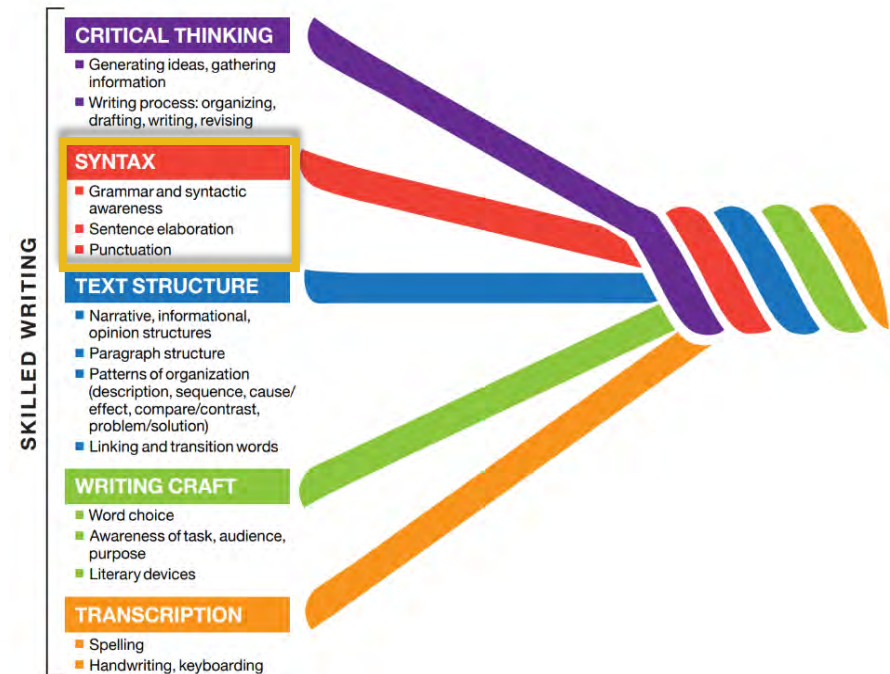 SKILLED WRITING
CRITICAL THINKING
■ Generating ideas, gathering
information
■ Writing process: organizing,
drafting, writing, revising
SYNTAX
■ Grammar and syntactic
awareness
■ Sentence elaboration
■ Punctuation
TEXT STRUCTURE
■ Narrative, informational,
opinion structures
■ Paragraph structure
■ Patterns of organization
(description, sequence, cause/
effect, compare/contrast,
problem/solution)
■ Linking and transition words
WRITING CRAFT
■ Word choice
■ Awareness of task, audience,
purpose
■ Literary devices
TRANSCRIPTION
■ Spelling
■ Handwriting, keyboarding